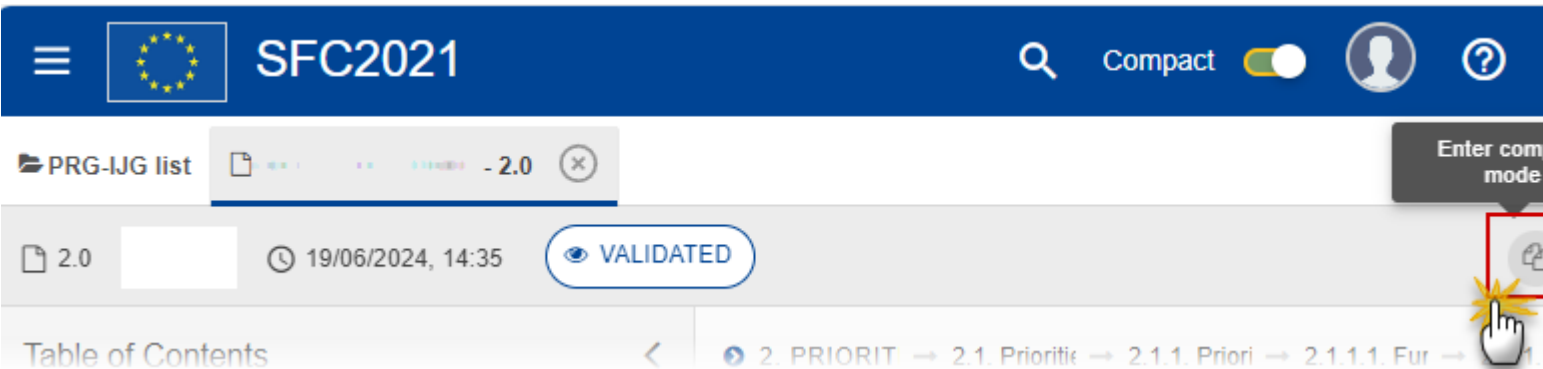 SFC2021
Compact
PRG-IJG list
- 2.0
Enter com
mode
2.0
19/06/2024, 14:35
VALIDATED
Table of Contents
2. PRIORIT → 2.1. Prioritie → 2.1.1. Priori → 2.1.1.1. Fur → 1.